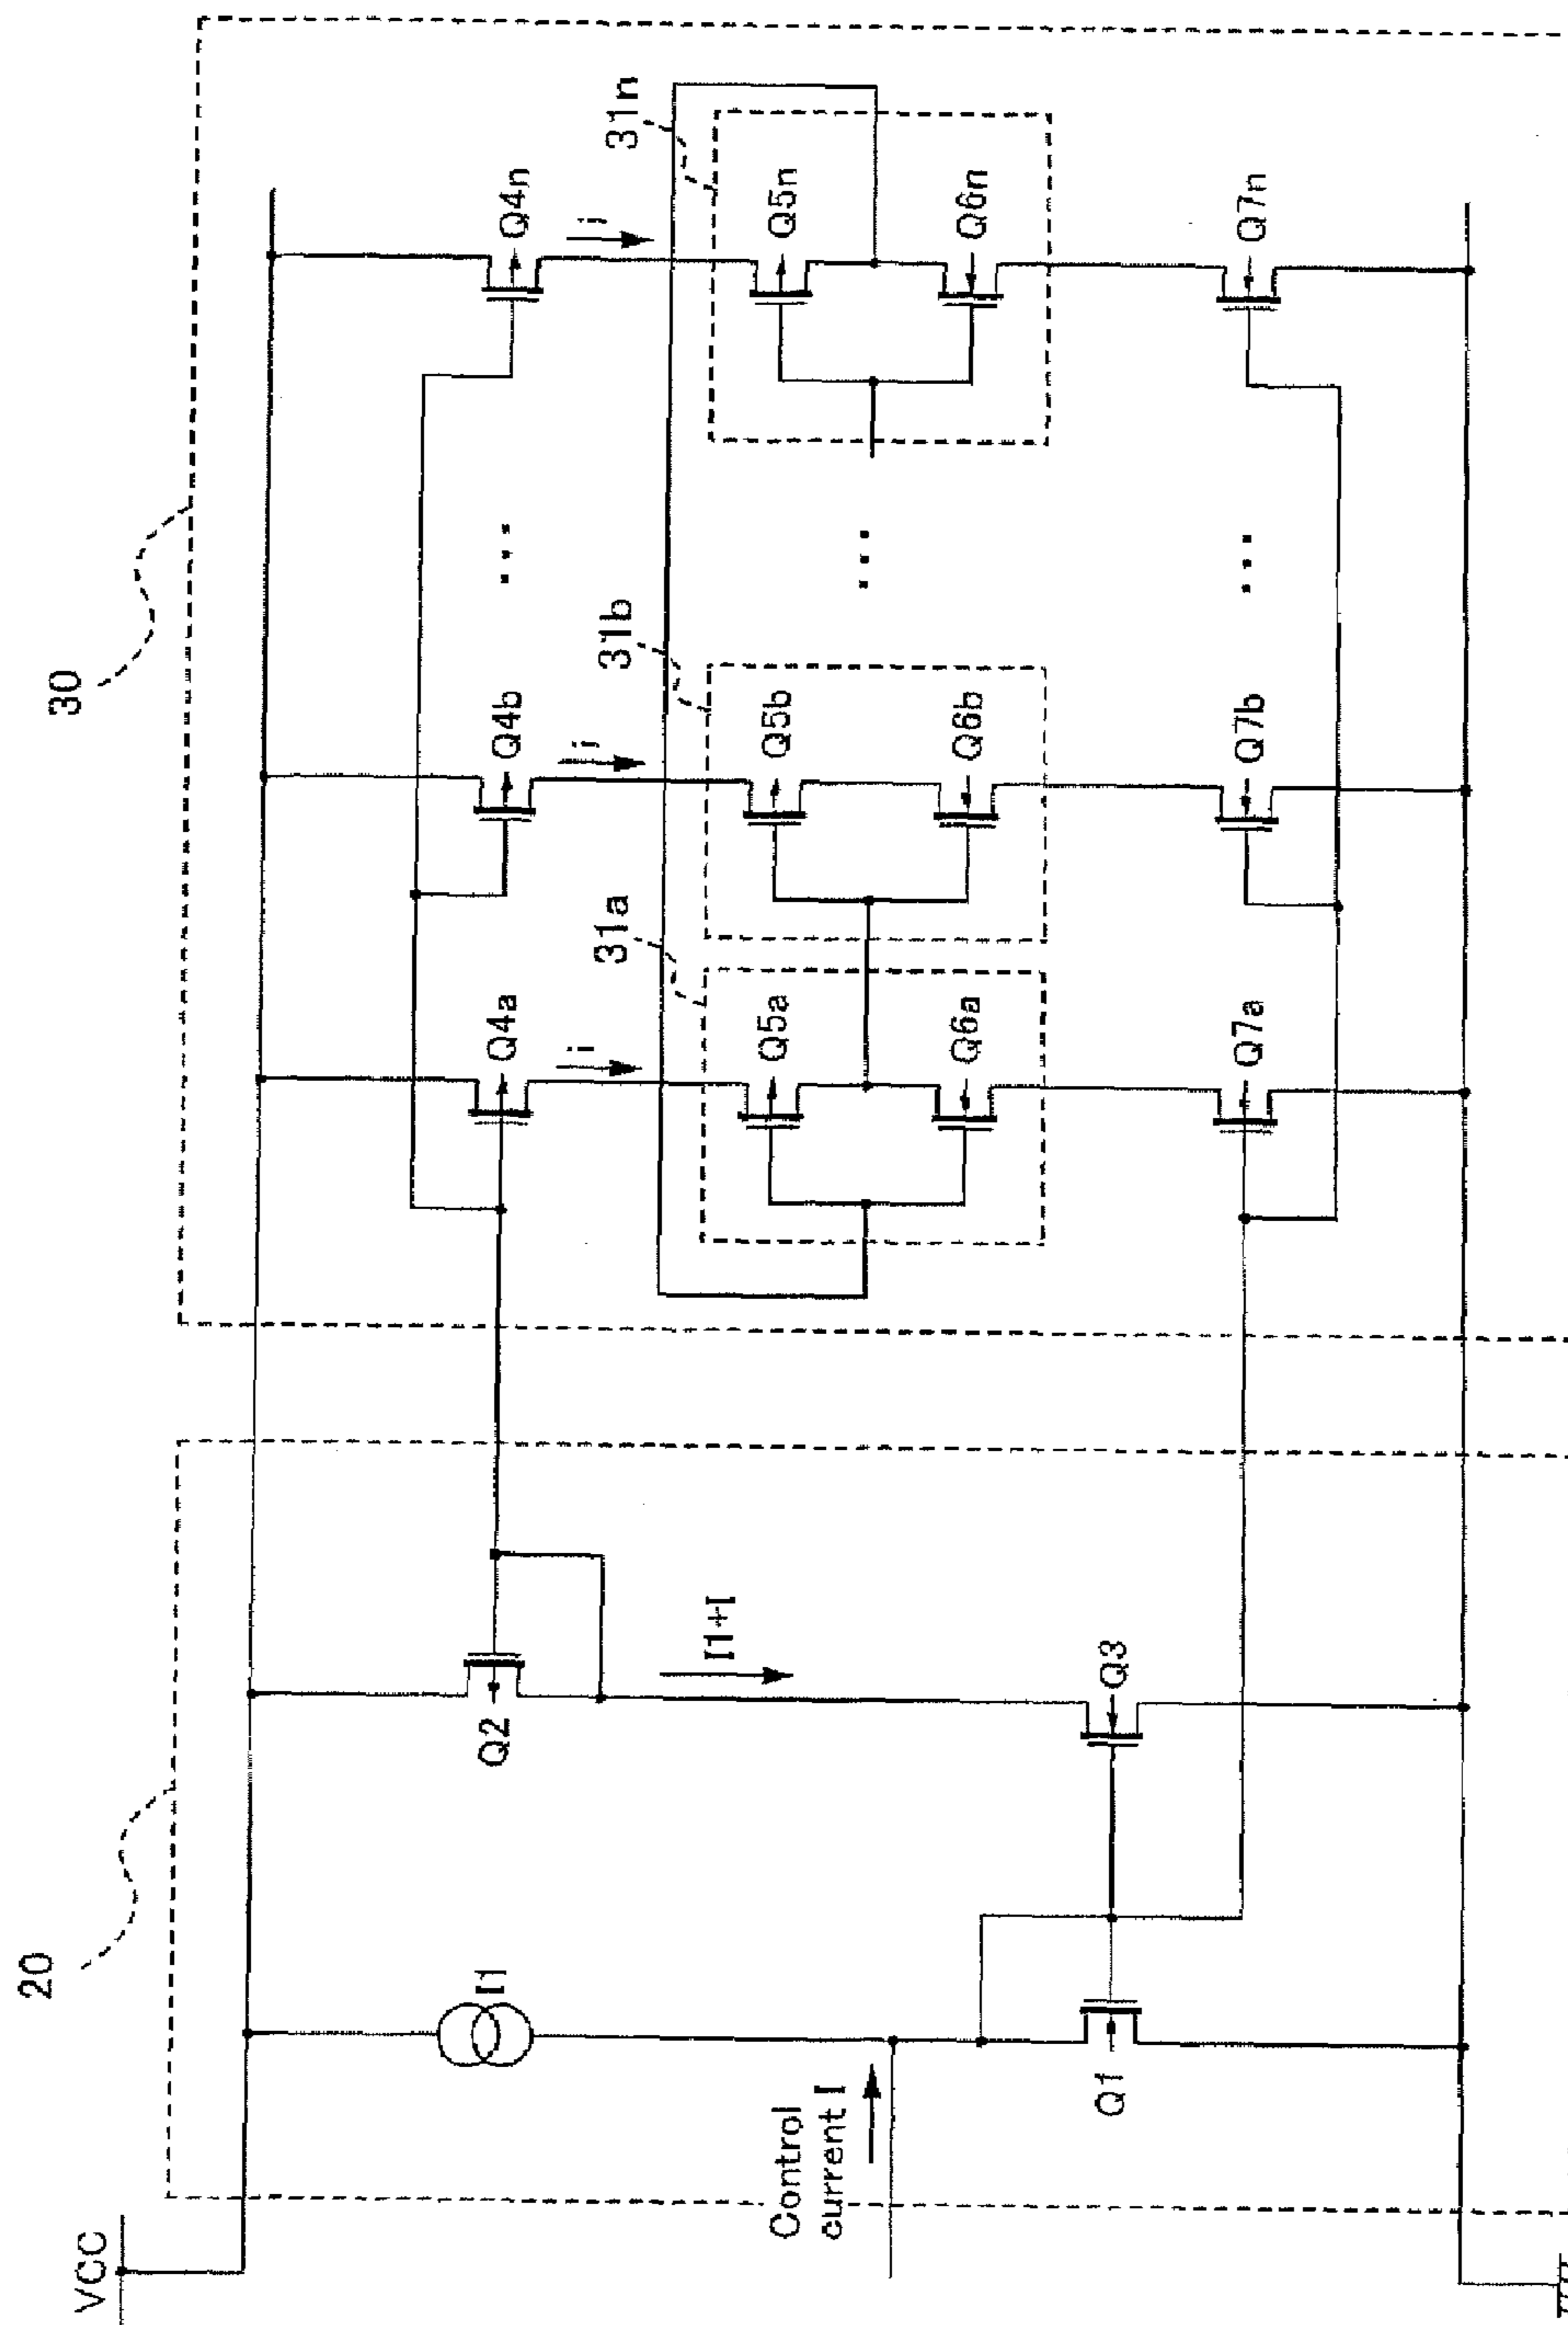 30
31n
Q4n
i
Q5n
Q6n
Q7n
...
...
...
31b
Q4b
i
Q5b
Q6b
Q7b
31a
Q4a
i
Q5a
Q6a
Q7a
20
Q2
I1+I
Q3
I1
Control
current I
Q1
VCC